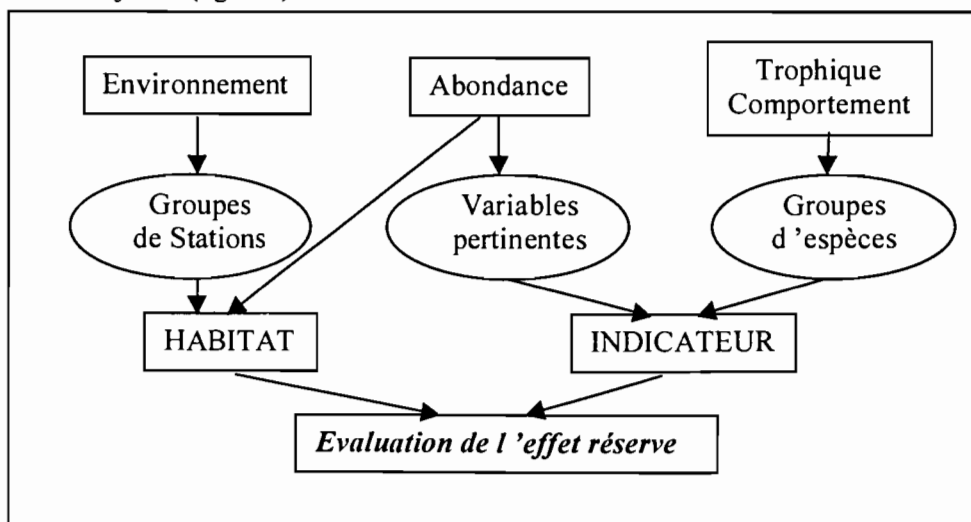 Environnement
Abondance
Trophique
Comportement
Groupes
de Stations
Variables
pertinentes
Groupes
d 'espèces
HABITAT
INDICATEUR
Evaluation de l 'effet réserve